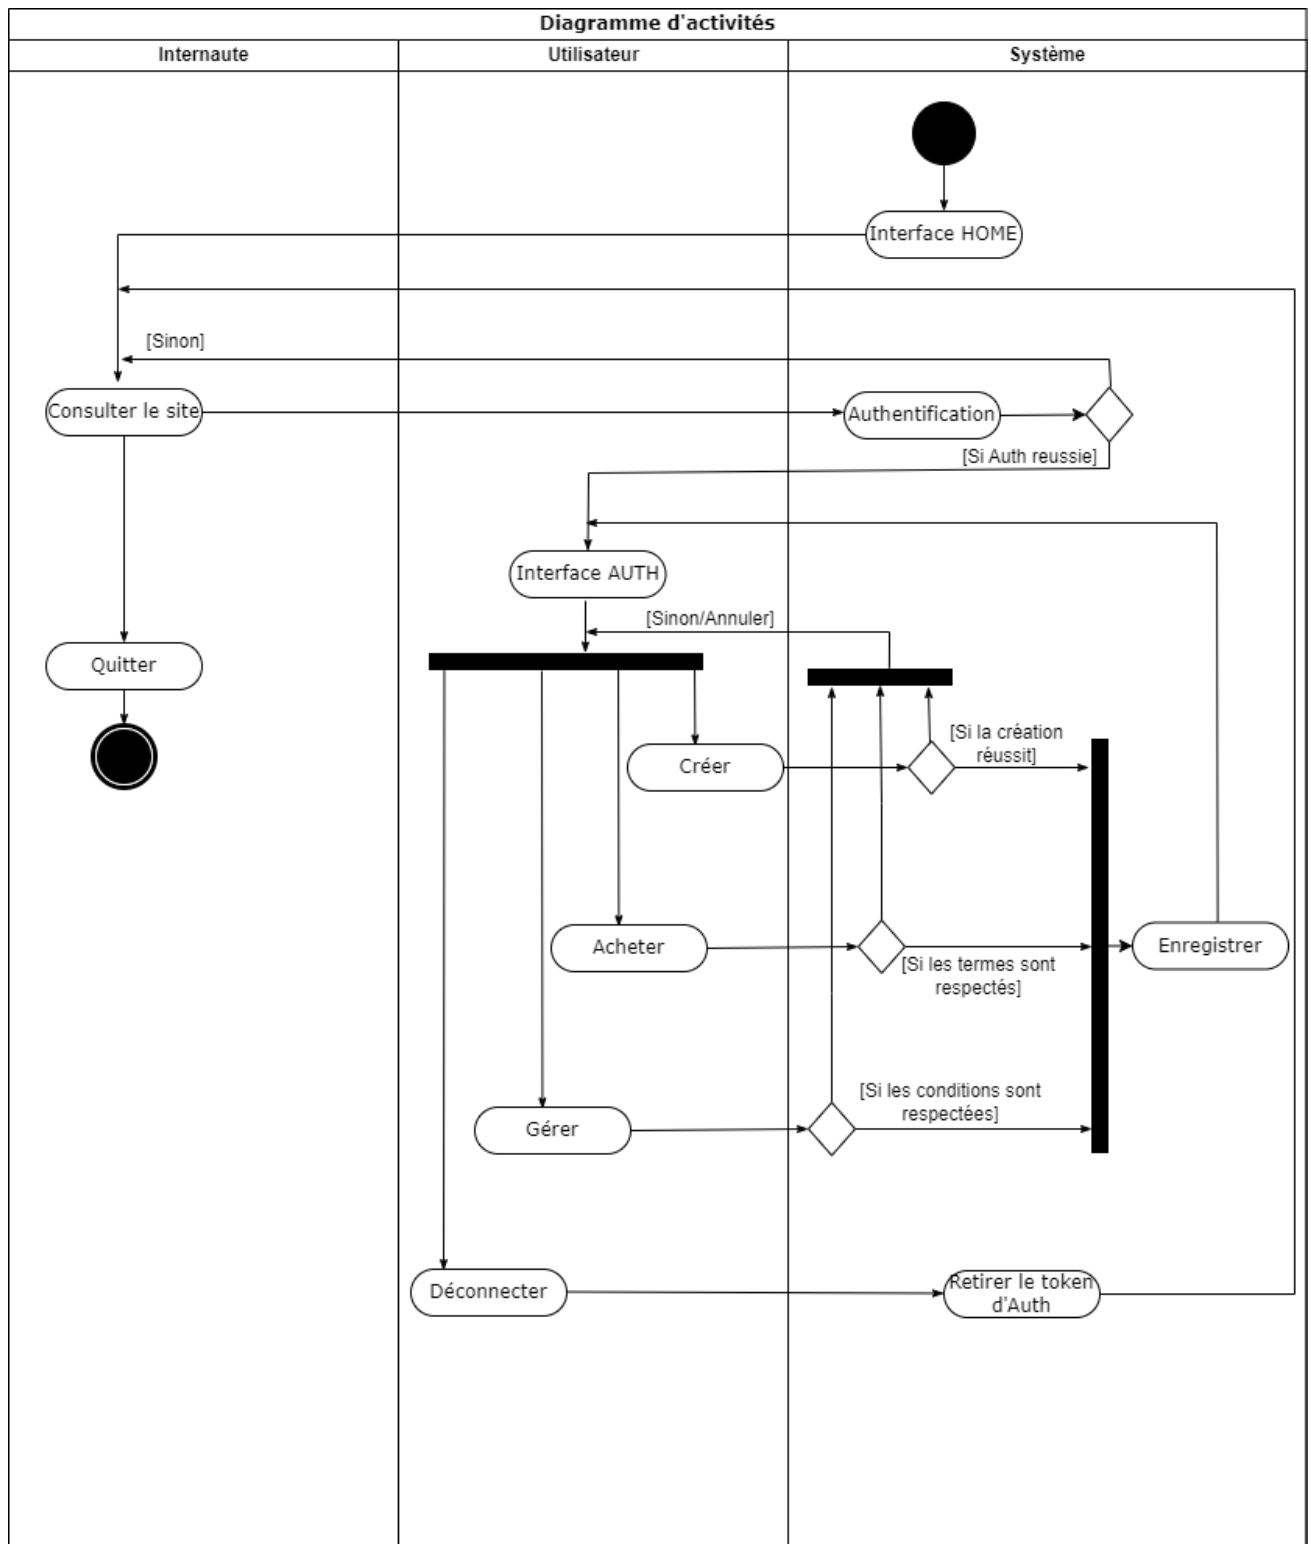 Diagramme d'activités
Internaute
Utilisateur
Système
Interface HOME
[Sinon]
Consulter le site
Authentification
[Si Auth reussie]
Interface AUTH
[Sinon/Annuler]
Quitter
[Si la création
réussit]
Créer
Acheter
Enregistrer
[Si les termes sont
respectés]
[Si les conditions sont
respectées]
Gérer
Déconnecter
Retirer le token
d'Auth